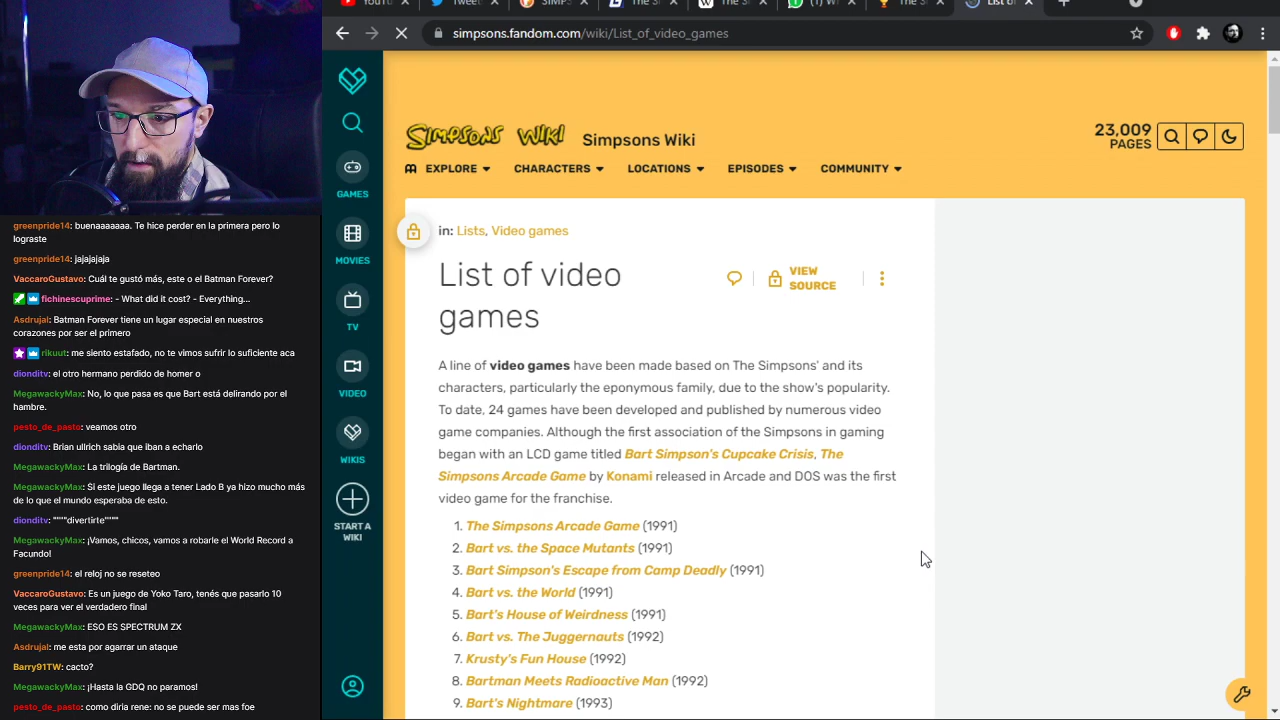 YouTu
Tweet
SIMPS
The S
The S
(1) W
The S
List of
simpsons.fandom.com/wiki/List_of_video_games
SIMPSONS WIKI
Simpsons Wiki
23,009
PAGES
EXPLORE
CHARACTERS
LOCATIONS
EPISODES
COMMUNITY
GAMES
MOVIES
TV
VIDEO
WIKIS
START A
WIKI
in: Lists, Video games
List of video
games
VIEW
SOURCE
A line of video games have been made based on The Simpsons' and its
characters, particularly the eponymous family, due to the show's popularity.
To date, 24 games have been developed and published by numerous video
game companies. Although the first association of the Simpsons in gaming
began with an LCD game titled Bart Simpson's Cupcake Crisis, The
Simpsons Arcade Game by Konami released in Arcade and DOS was the first
video game for the franchise.
1. The Simpsons Arcade Game (1991)
2. Bart vs. the Space Mutants (1991)
3. Bart Simpson's Escape from Camp Deadly (1991)
4. Bart vs. the World (1991)
5. Bart's House of Weirdness (1991)
6. Bart vs. The Juggernauts (1992)
7. Krusty's Fun House (1992)
8. Bartman Meets Radioactive Man (1992)
9. Bart's Nightmare (1993)
greenpride14: buenaaaaaaa. Te hice perder en la primera pero lo
lograste
greenpride14: jajajajaja
VaccaroGustavo: Cuál te gustó más, este o el Batman Forever?
fichinescuprime: - What did it cost? - Everything...
Asdrujal: Batman Forever tiene un lugar especial en nuestros
corazones por ser el primero
rikuut: me siento estafado, no te vimos sufrir lo suficiente aca
dionditv: el otro hermano perdido de homer o
MegawackyMax: No, lo que pasa es que Bart está delirando por el
hambre.
pesto_de_pasto: veamos otro
dionditv: Brian ullrich sabia que iban a echarlo
MegawackyMax: La trilogía de Bartman.
MegawackyMax: Si este juego llega a tener Lado B ya hizo mucho más
de lo que el mundo esperaba de esto.
dionditv: """"divertirte""""
MegawackyMax: ¡Vamos, chicos, vamos a robarle el World Record a
Facundo!
greenpride14: el reloj no se reseteo
VaccaroGustavo: Es un juego de Yoko Taro, tenés que pasarlo 10
veces para ver el verdadero final
MegawackyMax: ESO ES SPECTRUM ZX
Asdrujal: me esta por agarrar un ataque
Barry91TW: cacto?
MegawackyMax: ¡Hasta la GDQ no paramos!
pesto_de_pasto: como diria rene: no se puede ser mas foe